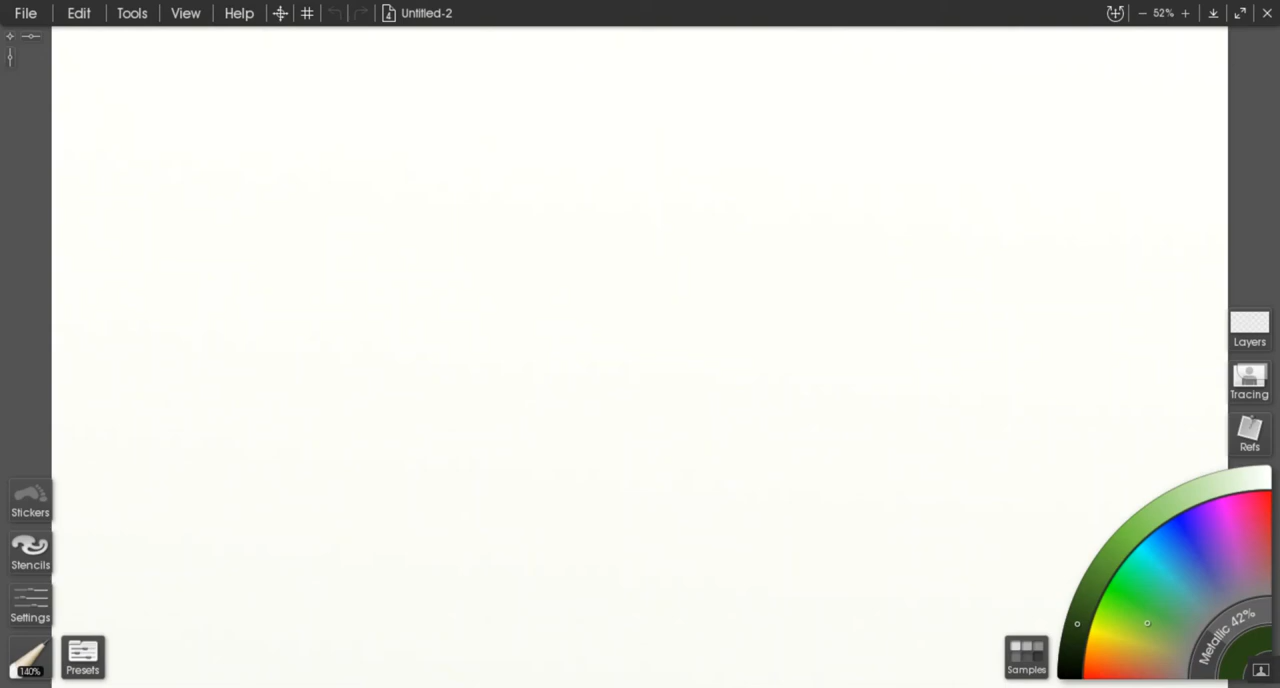 File Edit Tools View Help 4 Untitled-2 52%
Layers
Tracing
Refs
Stickers
Stencils
Settings
140%
Presets
Samples
Metallic 42%